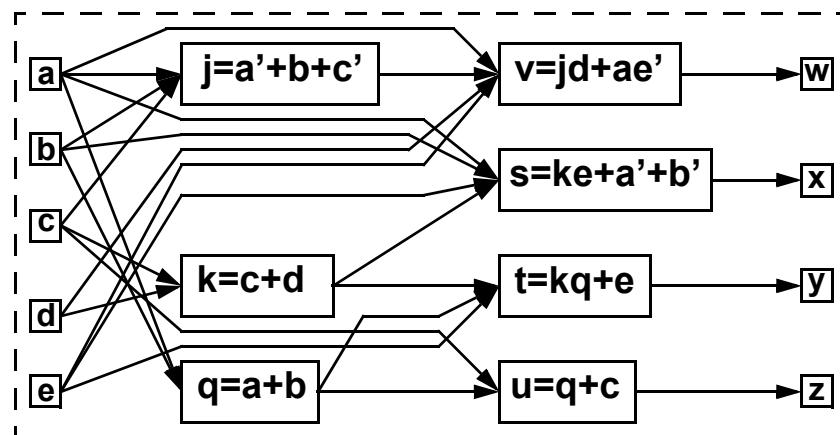 a
j=a’+b+c’
v=jd+ae’
w
b
s=ke+a’+b’
x
c
k=c+d
t=kq+e
y
d
e
q=a+b
u=q+c
z